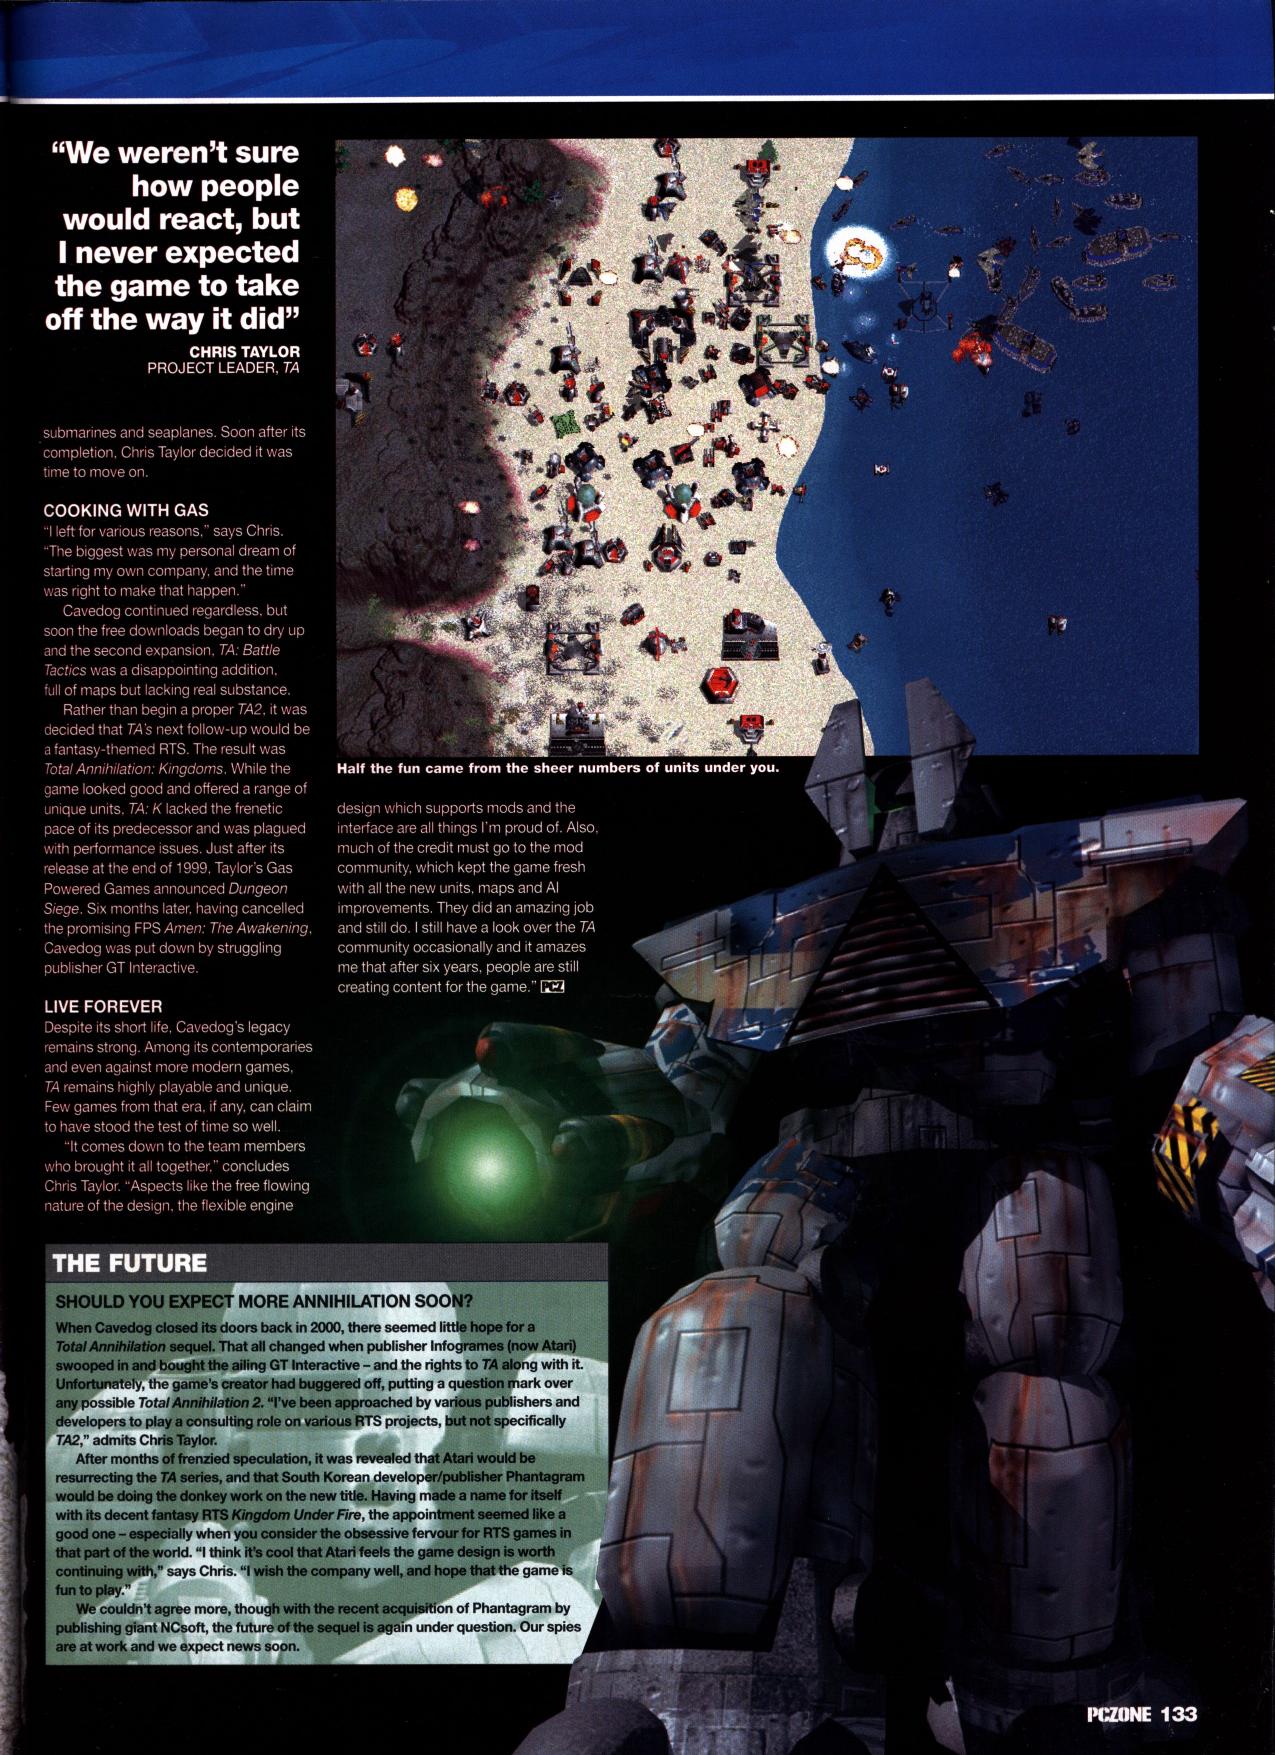 “We weren’t sure
how people
would react, but
I never expected
the game to take
off the way it did”
CHRIS TAYLOR
PROJECT LEADER, TA
submarines and seaplanes. Soon after its
completion, Chris Taylor decided it was
time to move on.
COOKING WITH GAS
“I left for various reasons,” says Chris.
“The biggest was my personal dream of
starting my own company, and the time
was right to make that happen.”
Cavedog continued regardless, but
soon the free downloads began to dry up
and the second expansion, TA: Battle
Tactics was a disappointing addition,
full of maps but lacking real substance.
Rather than begin a proper TA2, it was
decided that TA’s next follow-up would be
a fantasy-themed RTS. The result was
Total Annihilation: Kingdoms. While the
game looked good and offered a range of
unique units, TA: K lacked the frenetic
pace of its predecessor and was plagued
with performance issues. Just after its
release at the end of 1999, Taylor’s Gas
Powered Games announced Dungeon
Siege. Six months later, having cancelled
the promising FPS Amen: The Awakening,
Cavedog was put down by struggling
publisher GT Interactive.
LIVE FOREVER
Despite its short life, Cavedog’s legacy
remains strong. Among its contemporaries
and even against more modern games,
TA remains highly playable and unique.
Few games from that era, if any, can claim
to have stood the test of time so well.
“It comes down to the team members
who brought it all together,” concludes
Chris Taylor. “Aspects like the free flowing
nature of the design, the flexible engine
Half the fun came from the sheer numbers of units under you.
design which supports mods and the
interface are all things I’m proud of. Also,
much of the credit must go to the mod
community, which kept the game fresh
with all the new units, maps and AI
improvements. They did an amazing job
and still do. I still have a look over the TA
community occasionally and it amazes
me that after six years, people are still
creating content for the game.” PCZ
THE FUTURE
SHOULD YOU EXPECT MORE ANNIHILATION SOON?
When Cavedog closed its doors back in 2000, there seemed little hope for a
Total Annihilation sequel. That all changed when publisher Infogrames (now Atari)
swooped in and bought the ailing GT Interactive – and the rights to TA along with it.
Unfortunately, the game’s creator had buggered off, putting a question mark over
any possible Total Annihilation 2. “I’ve been approached by various publishers and
developers to play a consulting role on various RTS projects, but not specifically
TA2,” admits Chris Taylor.
After months of frenzied speculation, it was revealed that Atari would be
resurrecting the TA series, and that South Korean developer/publisher Phantagram
would be doing the donkey work on the new title. Having made a name for itself
with its decent fantasy RTS Kingdom Under Fire, the appointment seemed like a
good one – especially when you consider the obsessive fervour for RTS games in
that part of the world. “I think it’s cool that Atari feels the game design is worth
continuing with,” says Chris. “I wish the company well, and hope that the game is
fun to play.”
We couldn’t agree more, though with the recent acquisition of Phantagram by
publishing giant NCsoft, the future of the sequel is again under question. Our spies
are at work and we expect news soon.
PCZONE 133